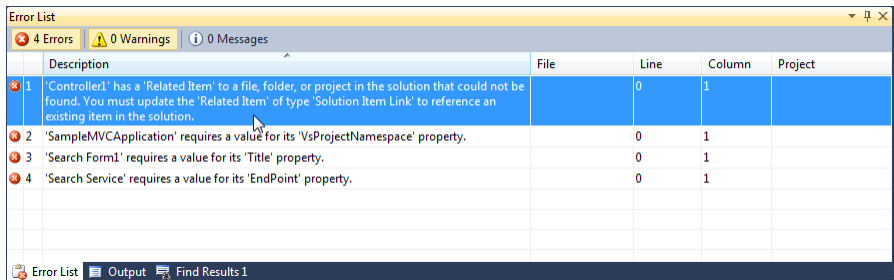 Error List
4 Errors 0 Warnings 0 Messages
Description File Line Column Project
1 'Controller1' has a 'Related Item' to a file, folder, or project in the solution that could not be 0 1
found. You must update the 'Related Item' of type 'Solution Item Link' to reference an
existing item in the solution.
2 'SampleMVCApplication' requires a value for its 'VsProjectNamespace' property. 0 1
3 'Search Form1' requires a value for its 'Title' property. 0 1
4 'Search Service' requires a value for its 'EndPoint' property. 0 1
Error List Output Find Results 1